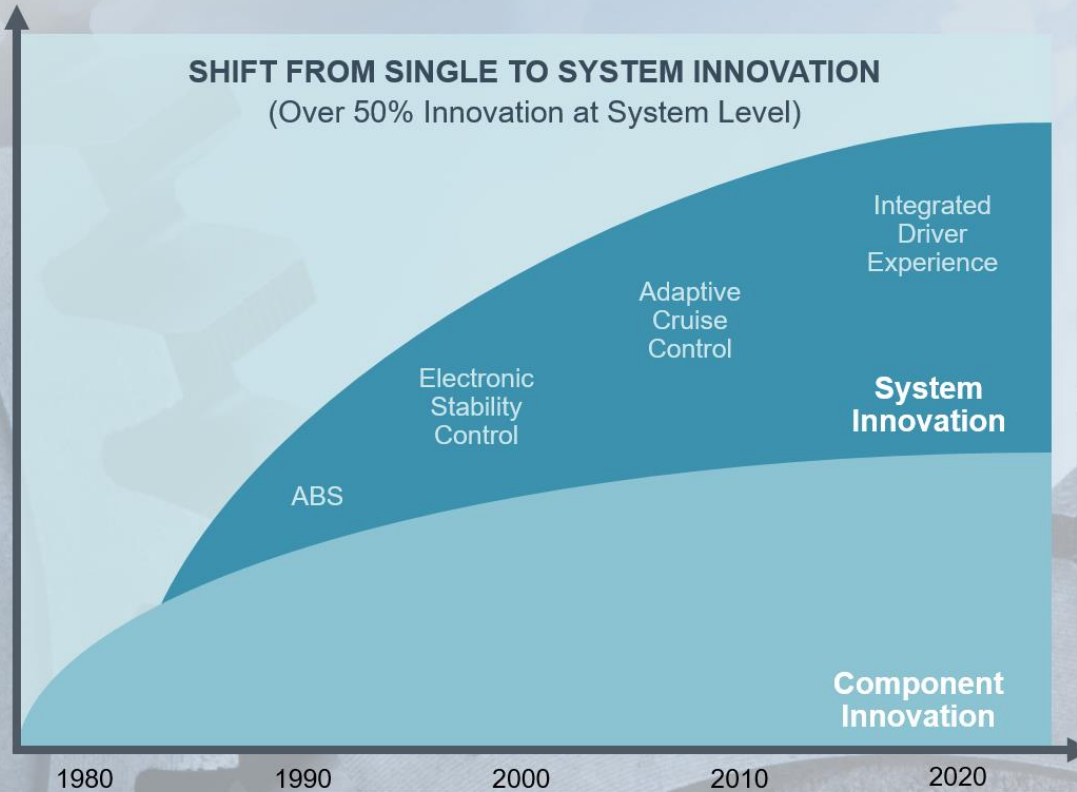 SHIFT FROM SINGLE TO SYSTEM INNOVATION
(Over 50% Innovation at System Level)
Integrated
Driver
Experience
Adaptive
Cruise
Control
Electronic
Stability
Control
System
Innovation
ABS
Component
Innovation
1980
1990
2000
2010
2020